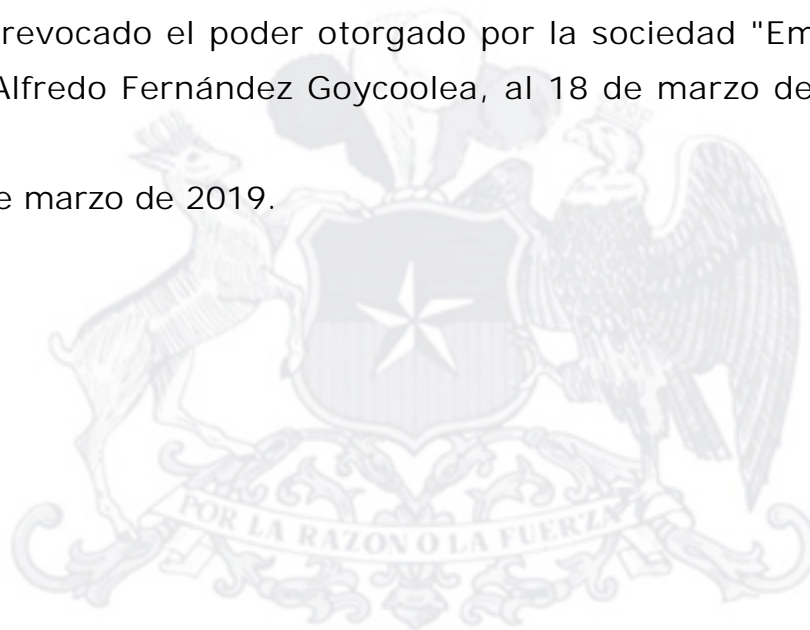 revocado el poder otorgado por la sociedad "Em
Alfredo Fernández Goycoolea, al 18 de marzo de
e marzo de 2019.
POR LA RAZON O LA FUERZA